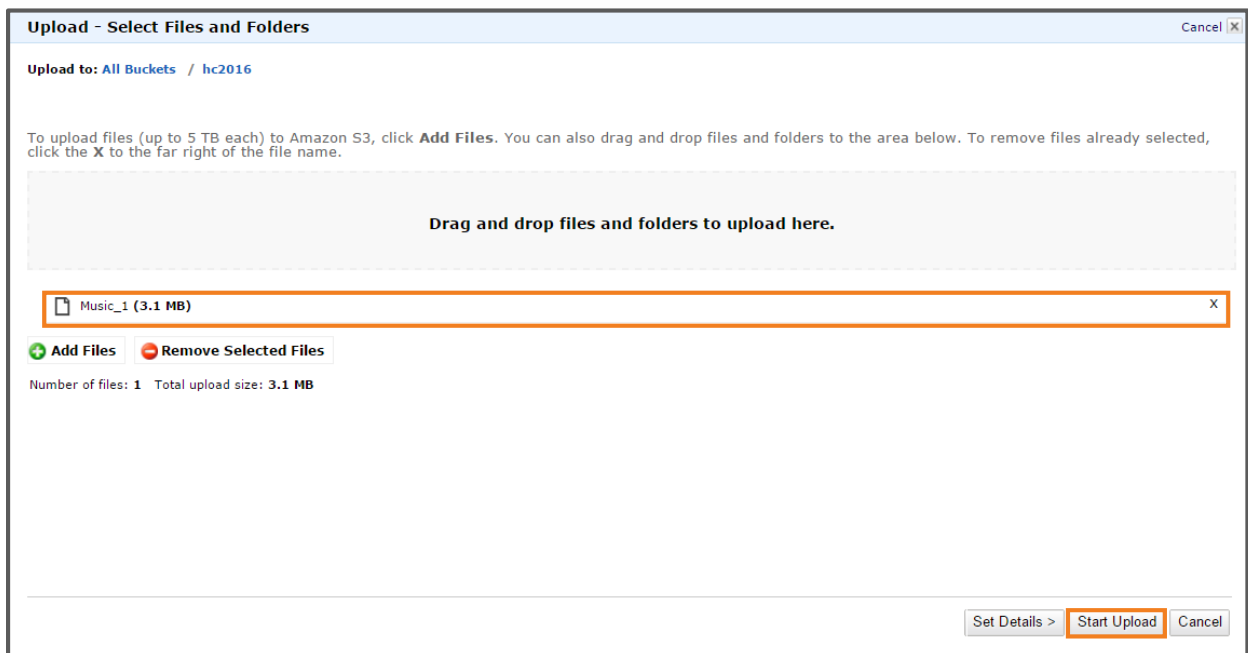 Upload - Select Files and Folders
Cancel X
Upload to: All Buckets / hc2016
To upload files (up to 5 TB each) to Amazon S3, click Add Files. You can also drag and drop files and folders to the area below. To remove files already selected,
click the X to the far right of the file name.
Drag and drop files and folders to upload here.
Music_1 (3.1 MB) X
Add Files Remove Selected Files
Number of files: 1 Total upload size: 3.1 MB
Set Details > Start Upload Cancel